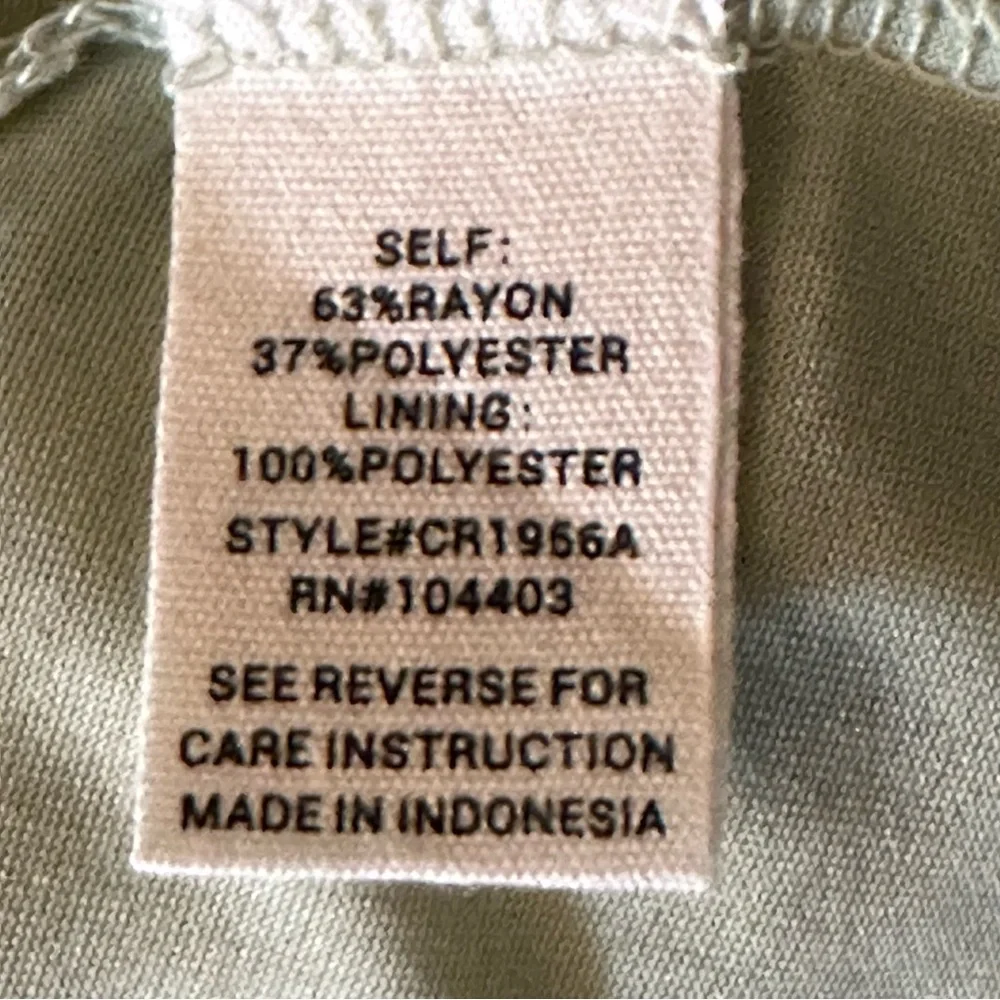 SELF:
63%RAYON
37%POLYESTER
LINING:
100%POLYESTER
STYLE#CR1956A
RN#104403
SEE REVERSE FOR
CARE INSTRUCTION
MADE IN INDONESIA